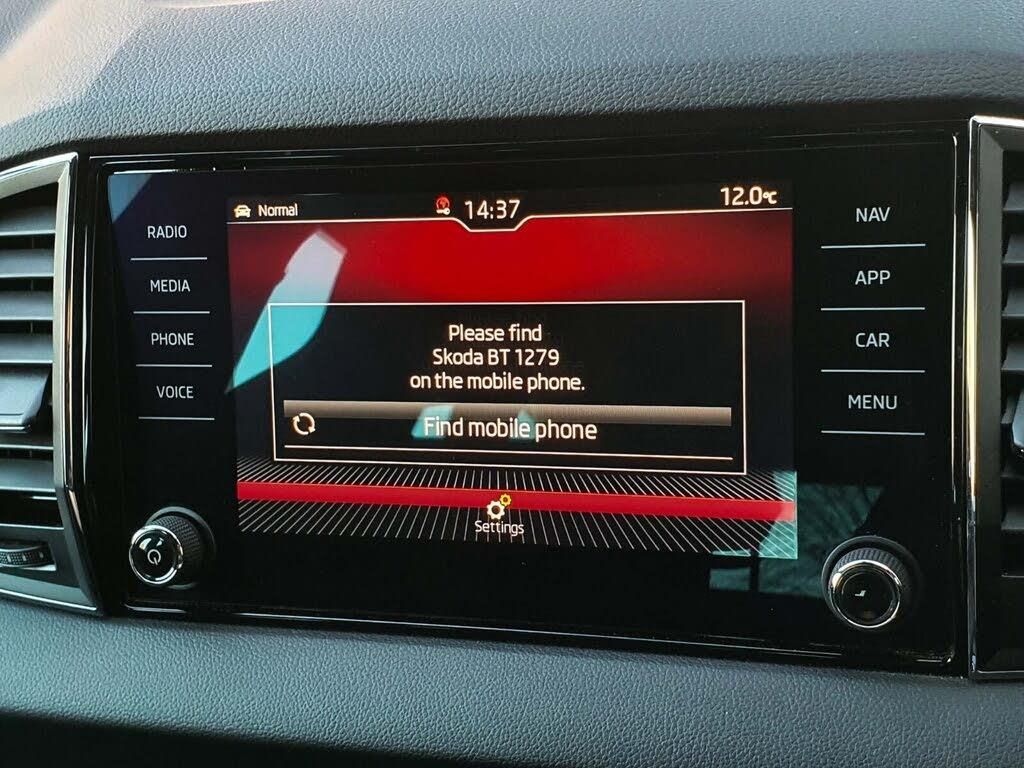 Normal
14:37
12.0°C
RADIO
MEDIA
PHONE
VOICE
Please find
Skoda BT 1279
on the mobile phone.
Find mobile phone
Settings
NAV
APP
CAR
MENU